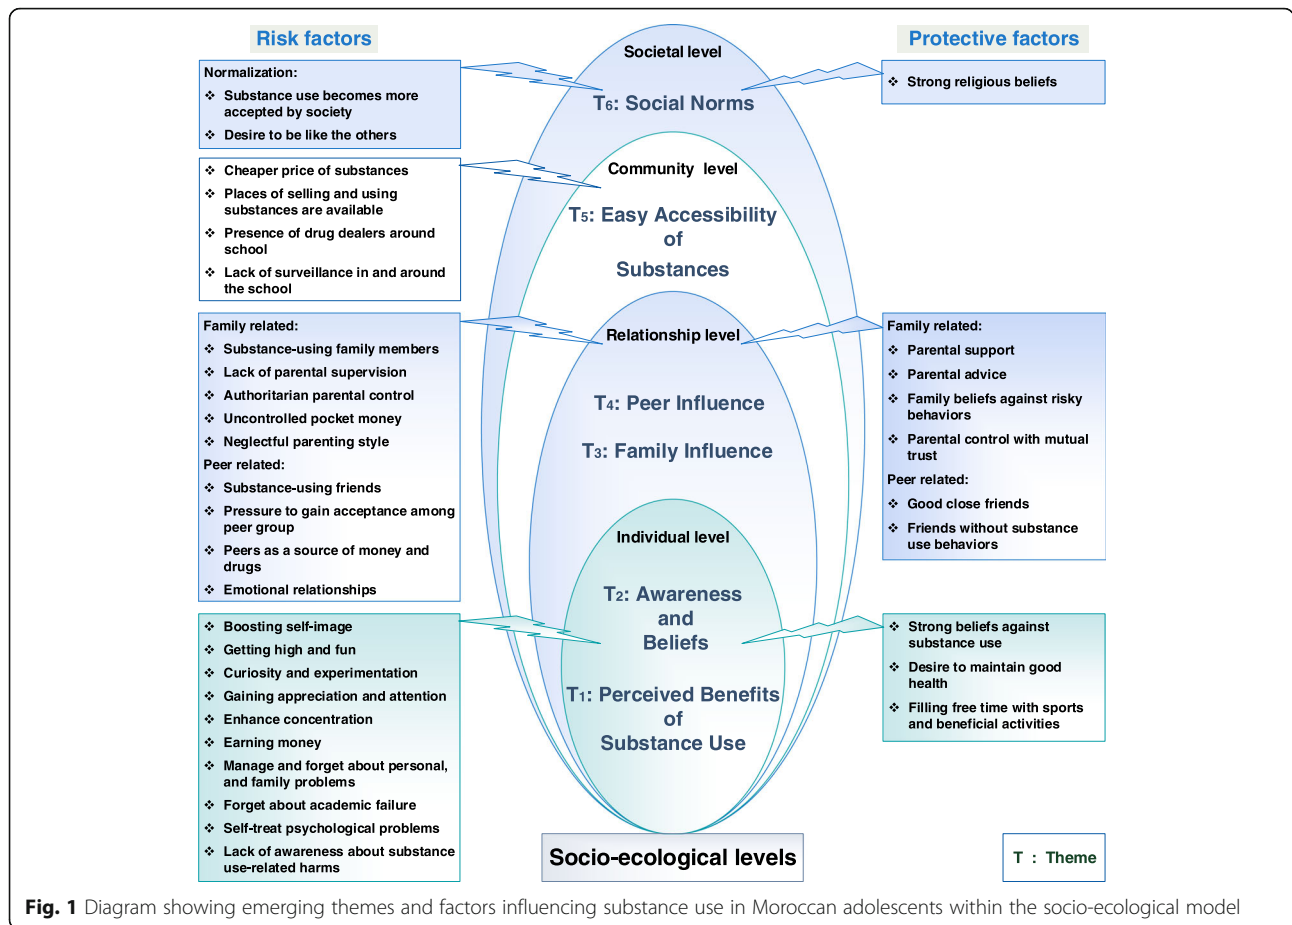 Risk factors
Normalization:
❖ Substance use becomes more
accepted by society
❖ Desire to be like the others
❖ Cheaper price of substances
❖ Places of selling and using
substances are available
❖ Presence of drug dealers around
school
❖ Lack of surveillance in and around
the school
Family related:
❖ Substance-using family members
❖ Lack of parental supervision
❖ Authoritarian parental control
❖ Uncontrolled pocket money
❖ Neglectful parenting style
Peer related:
❖ Substance-using friends
❖ Pressure to gain acceptance among
peer group
❖ Peers as a source of money and
drugs
❖ Emotional relationships
❖ Boosting self-image
❖ Getting high and fun
❖ Curiosity and experimentation
❖ Gaining appreciation and attention
❖ Enhance concentration
❖ Earning money
❖ Manage and forget about personal,
and family problems
❖ Forget about academic failure
❖ Self-treat psychological problems
❖ Lack of awareness about substance
use-related harms
Societal level
T6: Social Norms
Community level
T5: Easy Accessibility
of
Substances
Relationship level
T4: Peer Influence
T3: Family Influence
Individual level
T2: Awareness
and
Beliefs
T1: Perceived Benefits
of
Substance Use
Socio-ecological levels
Protective factors
❖ Strong religious beliefs
Family related:
❖ Parental support
❖ Parental advice
❖ Family beliefs against risky
behaviors
❖ Parental control with mutual
trust
Peer related:
❖ Good close friends
❖ Friends without substance
use behaviors
❖ Strong beliefs against
substance use
❖ Desire to maintain good
health
❖ Filling free time with sports
and beneficial activities
T : Theme
Fig. 1 Diagram showing emerging themes and factors influencing substance use in Moroccan adolescents within the socio-ecological model